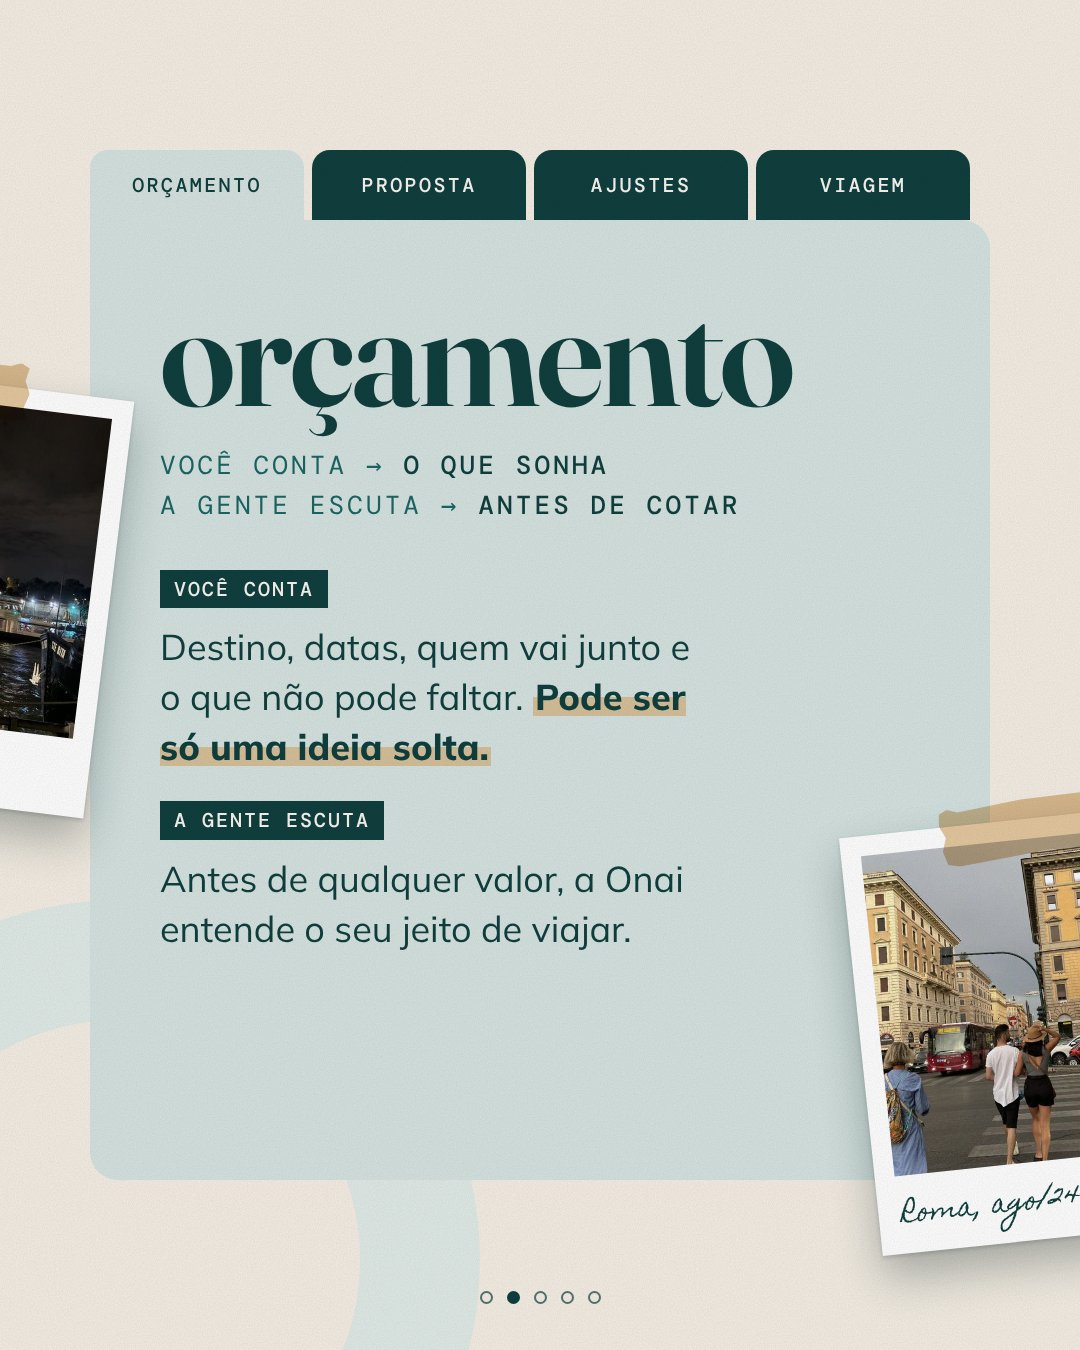 ORÇAMENTO
PROPOSTA
AJUSTES
VIAGEM
orçamento
VOCÊ CONTA → O QUE SONHA
A GENTE ESCUTA → ANTES DE COTAR
VOCÊ CONTA
Destino, datas, quem vai junto e
o que não pode faltar. Pode ser
só uma ideia solta.
A GENTE ESCUTA
Antes de qualquer valor, a Onai
entende o seu jeito de viajar.
Roma, ago/24